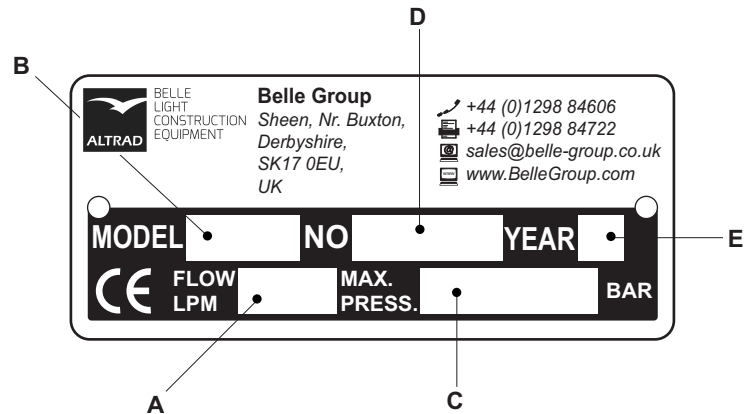 D
B
BELLE
LIGHT
CONSTRUCTION
EQUIPMENT
ALTRAD
Belle Group
Sheen, Nr. Buxton,
Derbyshire,
SK17 0EU,
UK
+44 (0)1298 84606
+44 (0)1298 84722
@ sales@belle-group.co.uk
www www.BelleGroup.com
MODEL NO YEAR
E
CE FLOW
LPM
MAX.
PRESS.
BAR
A
C